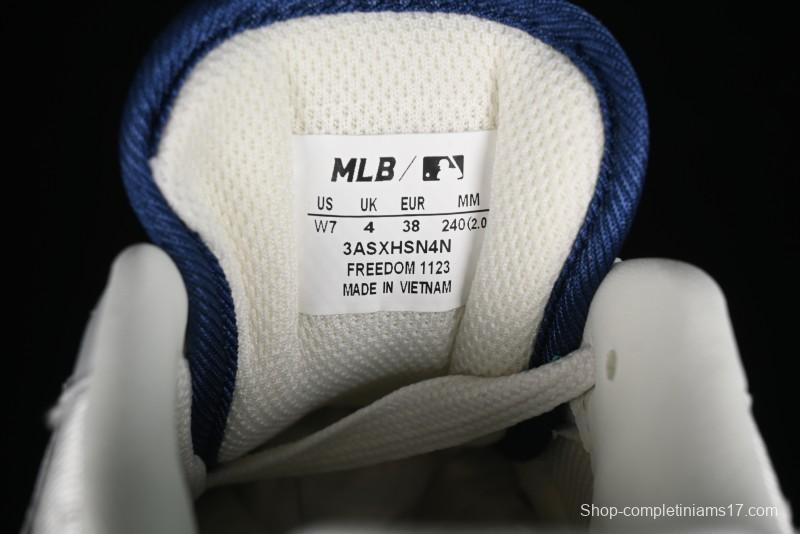 MLB /
US UK EUR MM
W7 4 38 240(2.0
3ASXHSN4N
FREEDOM 1123
MADE IN VIETNAM
Shop-completiniams17.com